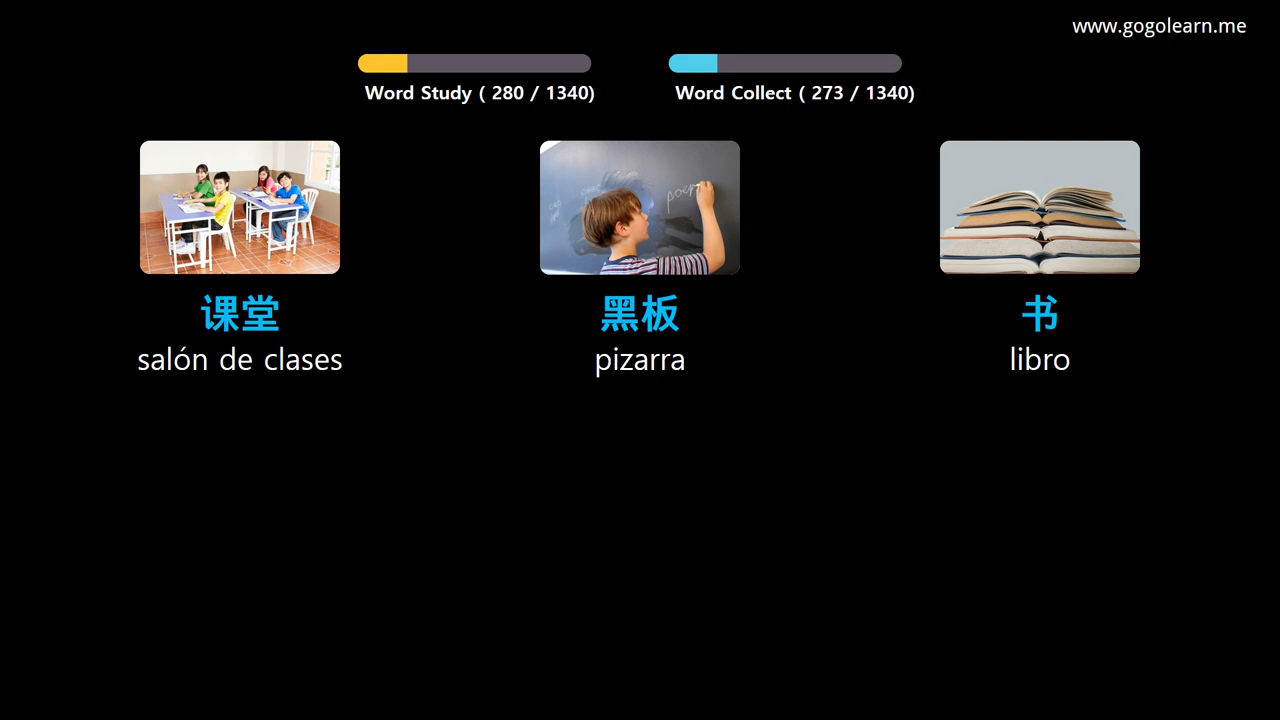 www.gogolearn.me
Word Study ( 280 / 1340)
Word Collect ( 273 / 1340)
课堂
salón de clases
黑板
pizarra
书
libro